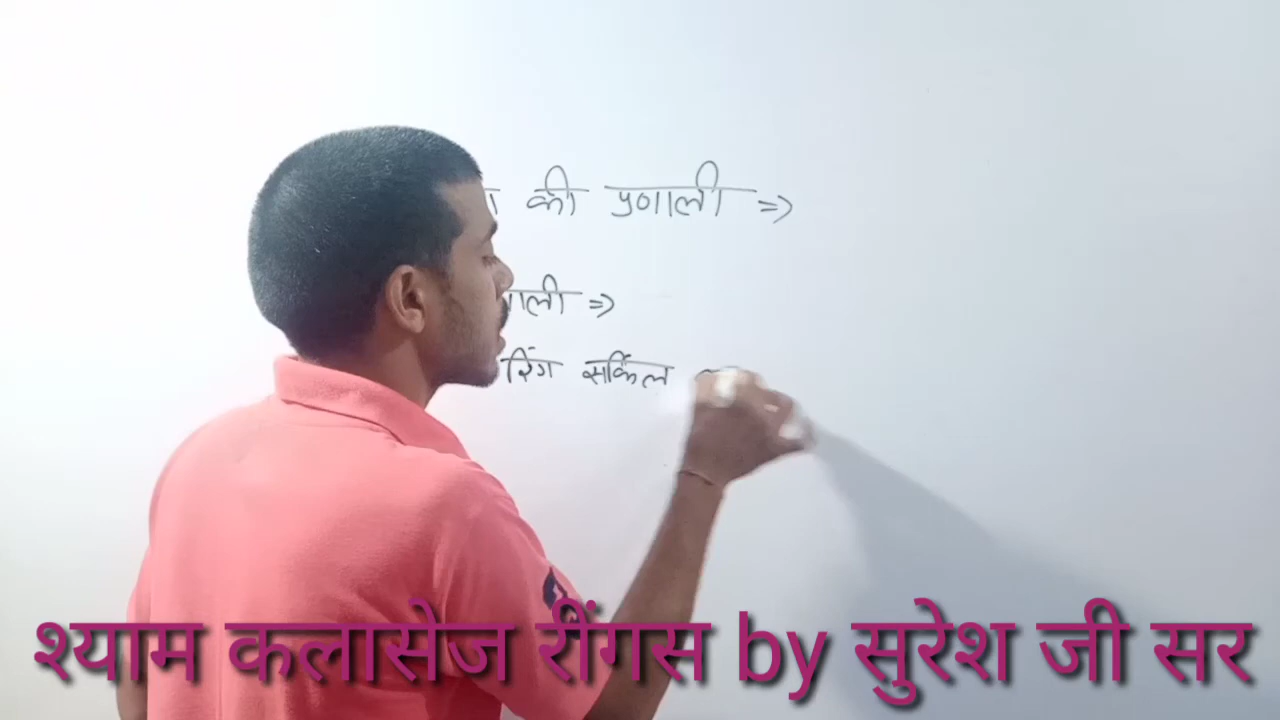 की प्रणाली =>
=>
रिंग सर्किल
श्याम कलासेज रींगस by सुरेश जी सर